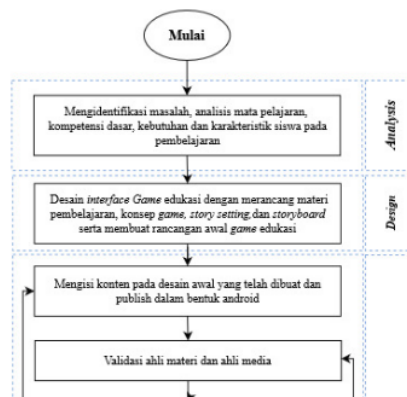 Mulai
Mengidentifikasi masalah, analisis mata pelajaran,
kompetensi dasar, kebutuhan dan karakteristik siswa pada
pembelajaran
Analysis
Desain interface Game edukasi dengan merancang materi
pembelajaran, konsep game, story setting,dan storyboard
serta membuat rancangan awal game edukasi
Design
Mengisi konten pada desain awal yang telah dibuat dan
publish dalam bentuk android
Validasi ahli materi dan ahli media